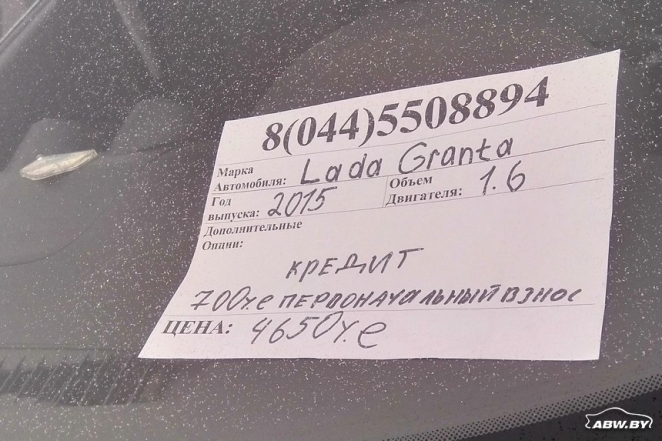 8(044)5508894
Марка
Автомобиля: Lada Granta
Год
выпуска: 2015
Объем
Двигателя: 1.6
Дополнительные
Опции:
кредит
700у.е первоначальный взнос
ЦЕНА: 4650у.е
ABW.BY